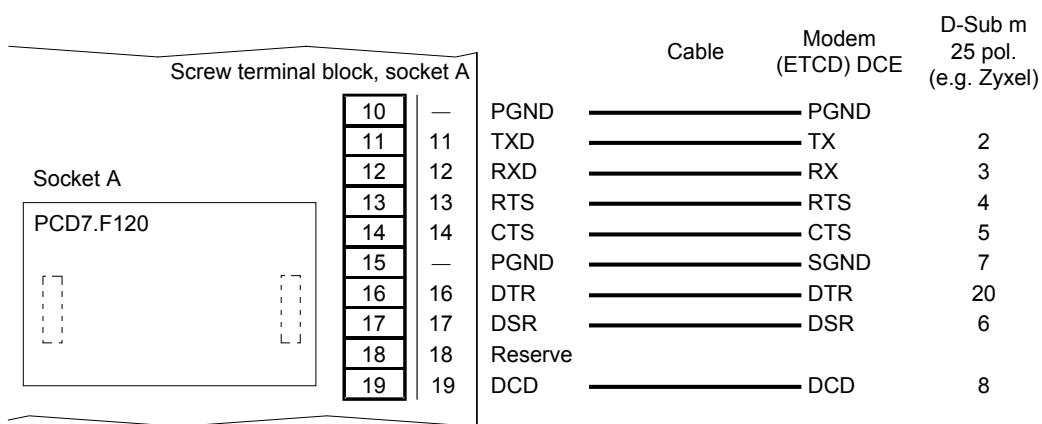 Screw terminal block, socket A
Cable
Modem
(ETCD) DCE
D-Sub m
25 pol.
(e.g. Zyxel)
Socket A
PCD7.F120
10 — PGND PGND
11 11 TXD TX 2
12 12 RXD RX 3
13 13 RTS RTS 4
14 14 CTS CTS 5
15 — PGND SGND 7
16 16 DTR DTR 20
17 17 DSR DSR 6
18 18 Reserve
19 19 DCD DCD 8